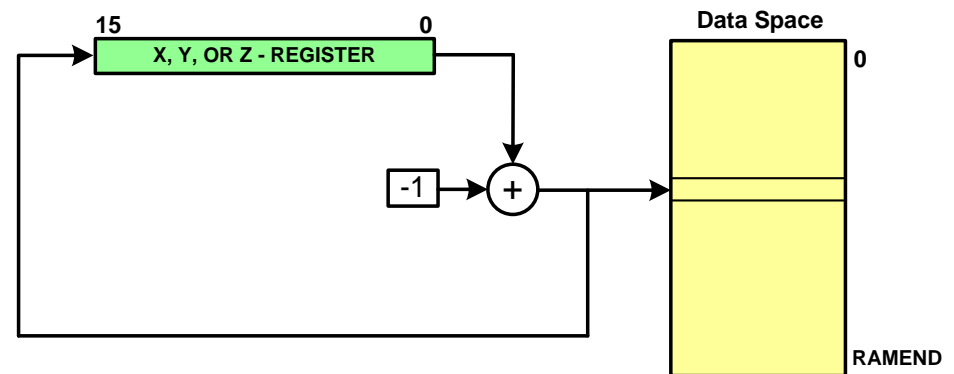 Data Space
15
0
X, Y, OR Z - REGISTER
0
-1
+
RAMEND